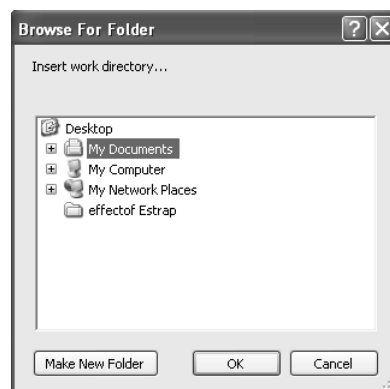 Browse For Folder
Insert work directory...
Desktop
My Documents
My Computer
My Network Places
effectof Estrap
Make New Folder
OK
Cancel